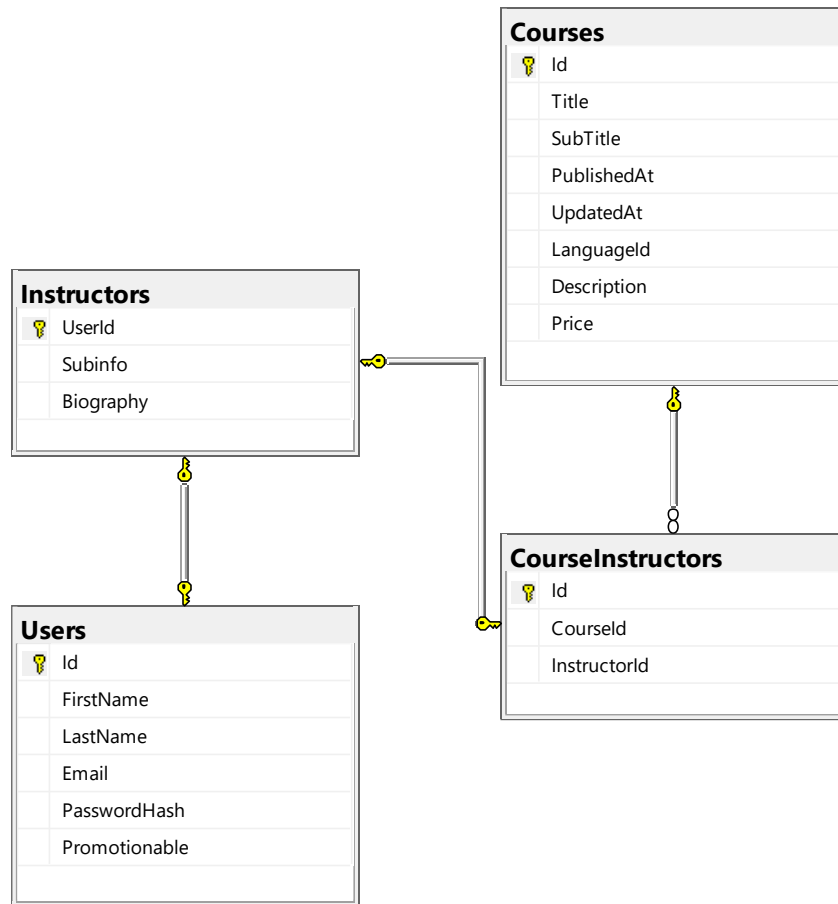 Courses
Id
Title
SubTitle
PublishedAt
UpdatedAt
LanguageId
Description
Price
Instructors
UserId
Subinfo
Biography
CourseInstructors
Id
CourseId
InstructorId
Users
Id
FirstName
LastName
Email
PasswordHash
Promotionable